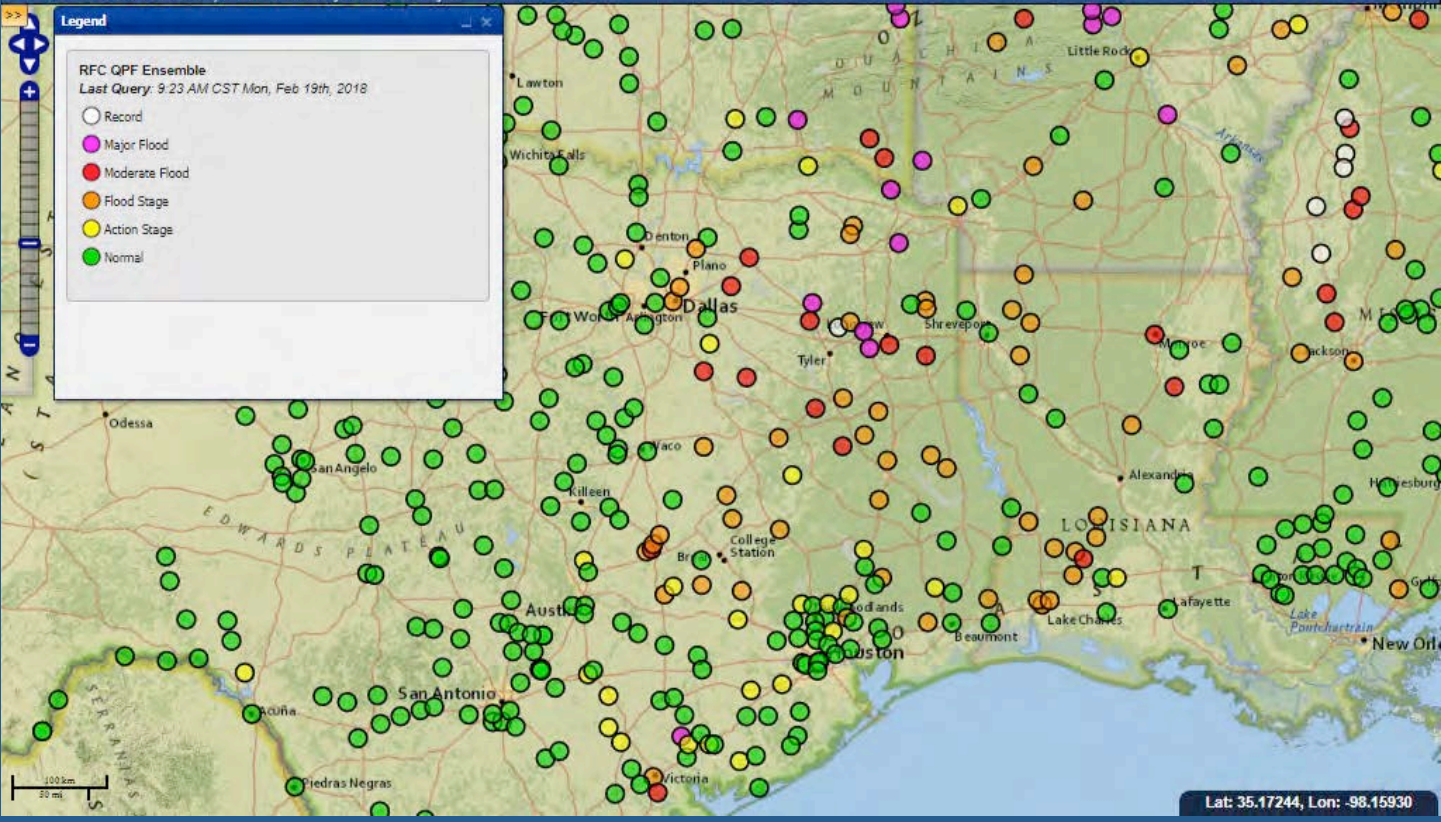 >>
Legend
RFC QPF Ensemble
Last Query: 9:23 AM CST Mon, Feb 19th, 2018
Record
Major Flood
Moderate Flood
Flood Stage
Action Stage
Normal
OUACHITA
MOUNTAINS
Little Rock
Lawton
Arkansas
Wichita Falls
Denton
Plano
Dallas
Fort Worth
Arlington
Shreveport
Tyler
Monroe
Jackson
Odessa
San Angelo
Waco
Alexandria
Killeen
Hattiesburg
EDWARDS PLATEAU
LOUISIANA
College
Station
Austin
Lafayette
Lake Charles
Beaumont
Lake
Pontchartrain
New Orle
Houston
San Antonio
Acuña
SERRANIAS
Piedras Negras
Victoria
100 km
50 mi
Lat: 35.17244, Lon: -98.15930